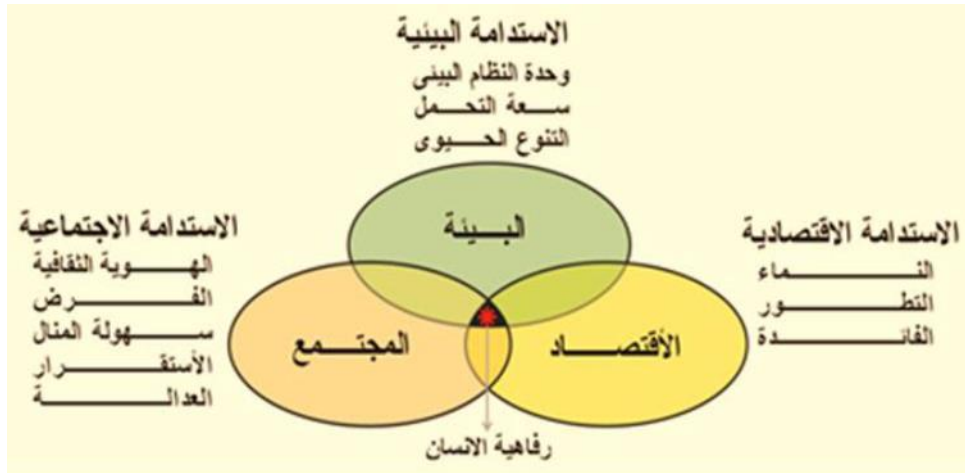 الاستدامة البيئية
وحدة النظام البيئى
سعة التحمل
التنوع الحيوى
البيئة
الاستدامة الاجتماعية
الهوية الثقافية
الفرض
سهولة المنال
الأستقرار
العدالة
الاستدامة الاقتصادية
النماء
التطور
الفائدة
المجتمع
الأقتصاد
رفاهية الانسان